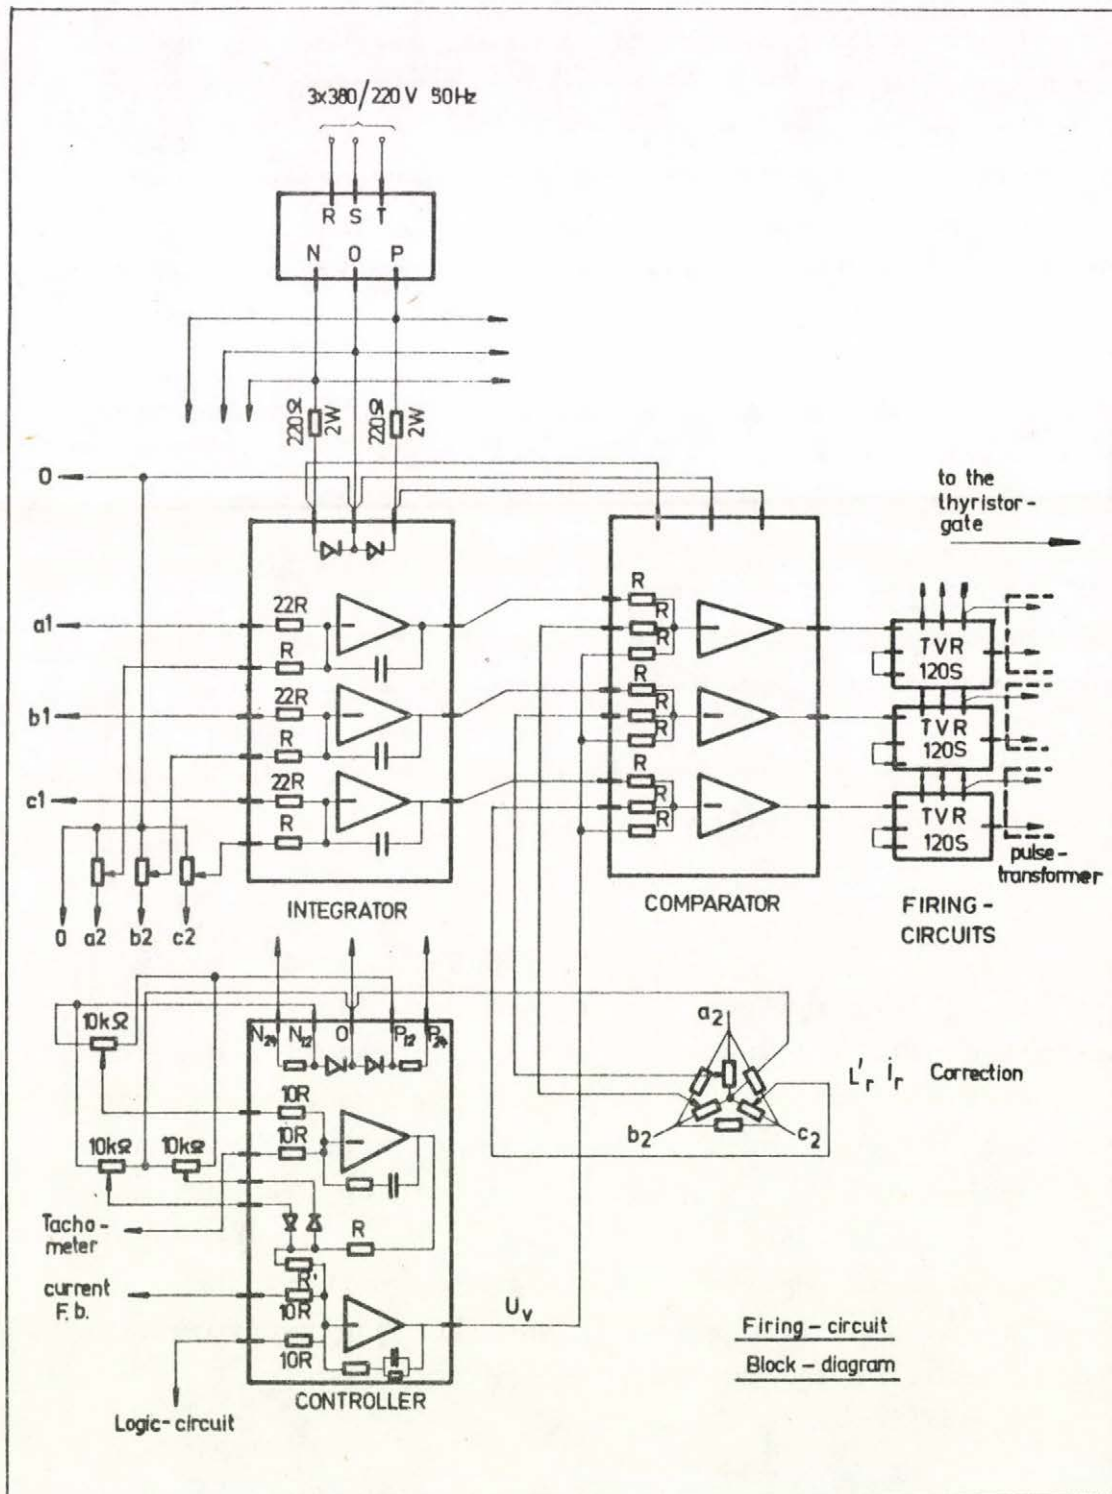 3x380/220 V 50Hz
R S T
N O P
220Ω 2W 220Ω 2W
0
to the
thyristor-
gate
a1
22R
R
b1
22R
R
c1
22R
R
R
R
R
R
R
R
R
R
TVR
120S
TVR
120S
TVR
120S
pulse-
transformer
0 a2 b2 c2
INTEGRATOR
COMPARATOR
FIRING-
CIRCUITS
N24 N12 0 P12 P24
10kΩ
10R
10R
10kΩ 10kΩ
Tacho-
meter
R
R'
current
F.b.
10R
10R
Uv
Logic-circuit
CONTROLLER
a2
b2
c2
L'r ir Correction
Firing-circuit
Block-diagram